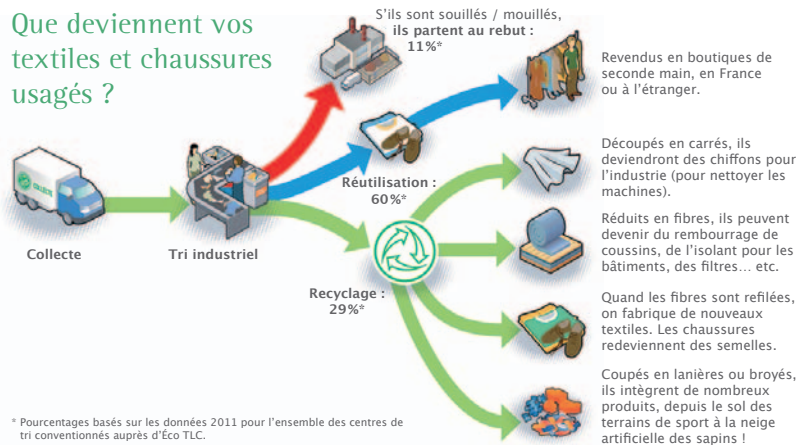 Que deviennent vos
textiles et chaussures
usagés ?
S'ils sont souillés / mouillés,
ils partent au rebut :
11%*
Revendus en boutiques de
seconde main, en France
ou à l'étranger.
COLLECTE
Collecte
Tri industriel
Réutilisation :
60%*
Recyclage :
29%*
Découpés en carrés, ils
deviendront des chiffons pour
l'industrie (pour nettoyer les
machines).
Réduits en fibres, ils peuvent
devenir du rembourrage de
coussins, de l'isolant pour les
bâtiments, des filtres... etc.
Quand les fibres sont refilées,
on fabrique de nouveaux
textiles. Les chaussures
redeviennent des semelles.
Coupés en lanières ou broyés,
ils intègrent de nombreux
produits, depuis le sol des
terrains de sport à la neige
artificielle des sapins !
* Pourcentages basés sur les données 2011 pour l'ensemble des centres de
tri conventionnés auprès d'Éco TLC.